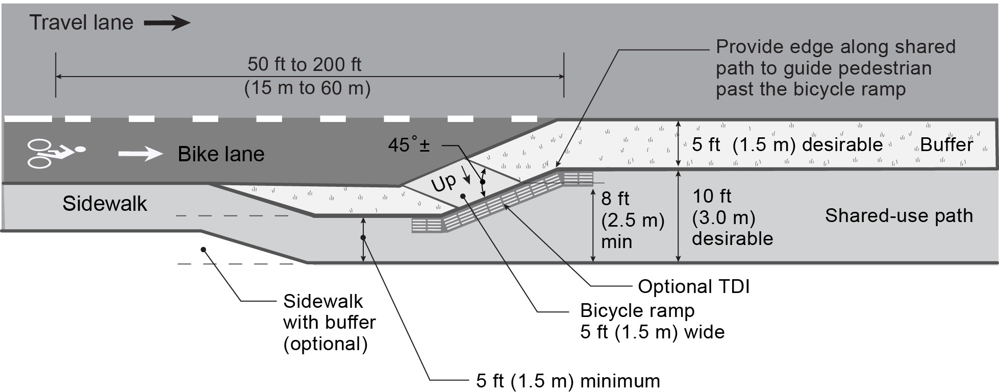 Travel lane
50 ft to 200 ft
(15 m to 60 m)
Provide edge along shared
path to guide pedestrian
past the bicycle ramp
45˚±
5 ft (1.5 m) desirable
Buffer
Bike lane
Up
Sidewalk
8 ft
(2.5 m)
min
10 ft
(3.0 m)
desirable
Shared-use path
Optional TDI
Sidewalk
with buffer
(optional)
Bicycle ramp
5 ft (1.5 m) wide
5 ft (1.5 m) minimum